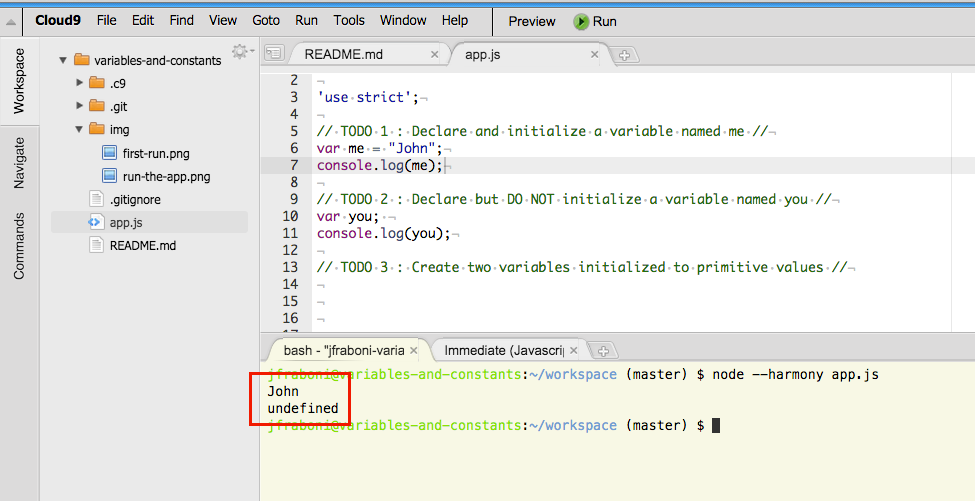 Cloud9 File Edit Find View Goto Run Tools Window Help Preview Run
Workspace
Navigate
Commands
variables-and-constants
.c9
.git
img
first-run.png
run-the-app.png
.gitignore
app.js
README.md
README.md × app.js ×
2 ¬
3 'use strict';¬
4 ¬
5 // TODO 1 : Declare and initialize a variable named me //¬
6 var me = "John";¬
7 console.log(me);¬
8 ¬
9 // TODO 2 : Declare but DO NOT initialize a variable named you //¬
10 var you; ¬
11 console.log(you);¬
12 ¬
13 // TODO 3 : Create two variables initialized to primitive values //¬
14 ¬
15 ¬
16 ¬
bash - "jfraboni-varia × Immediate (Javascrip ×
jfraboni@variables-and-constants:~/workspace (master) $ node --harmony app.js
John
undefined
jfraboni@variables-and-constants:~/workspace (master) $